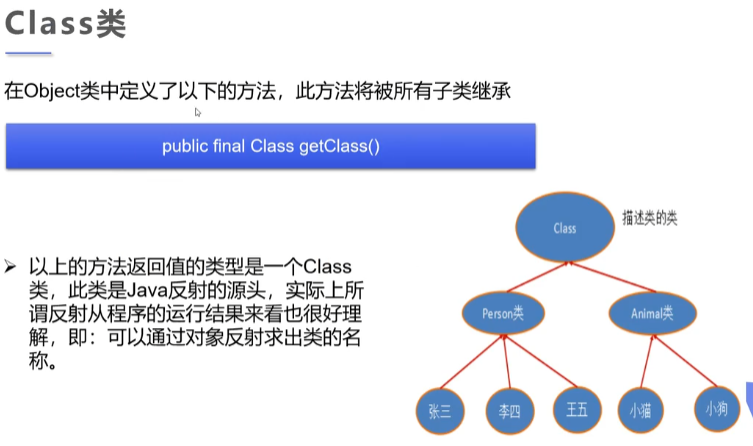 Class类
在Object类中定义了以下的方法，此方法将被所有子类继承
public final Class getClass()
➢ 以上的方法返回值的类型是一个Class
类，此类是Java反射的源头，实际上所
谓反射从程序的运行结果来看也很好理
解，即：可以通过对象反射求出类的名
称。
Class
描述类的类
Person类
Animal类
张三
李四
王五
小猫
小狗